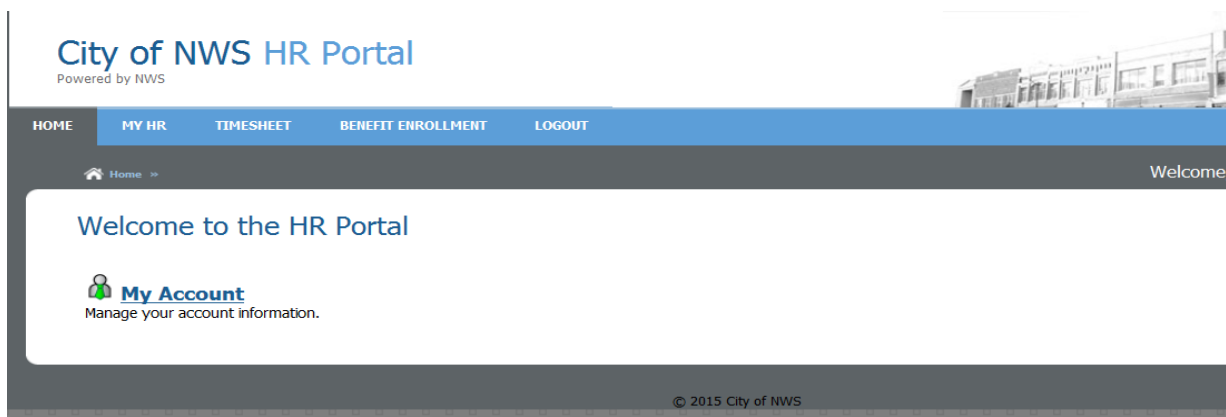 City of NWS HR Portal
Powered by NWS
HOME MY HR TIMESHEET BENEFIT ENROLLMENT LOGOUT
Home »
Welcome
Welcome to the HR Portal
My Account
Manage your account information.
© 2015 City of NWS